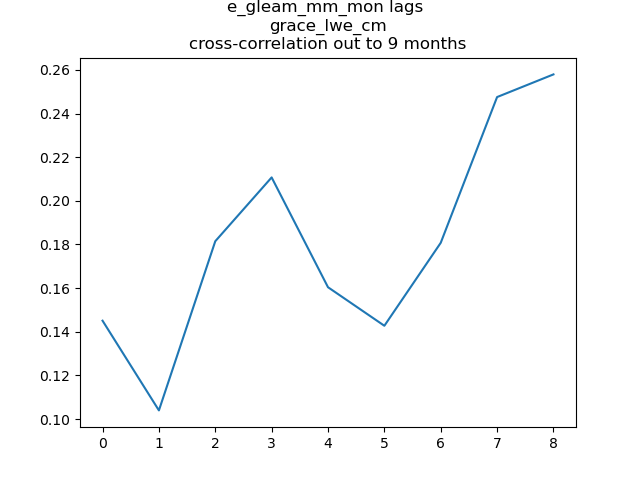 e_gleam_mm_mon lags
grace_lwe_cm
cross-correlation out to 9 months
0.26
0.24
0.22
0.20
0.18
0.16
0.14
0.12
0.10
0 1 2 3 4 5 6 7 8